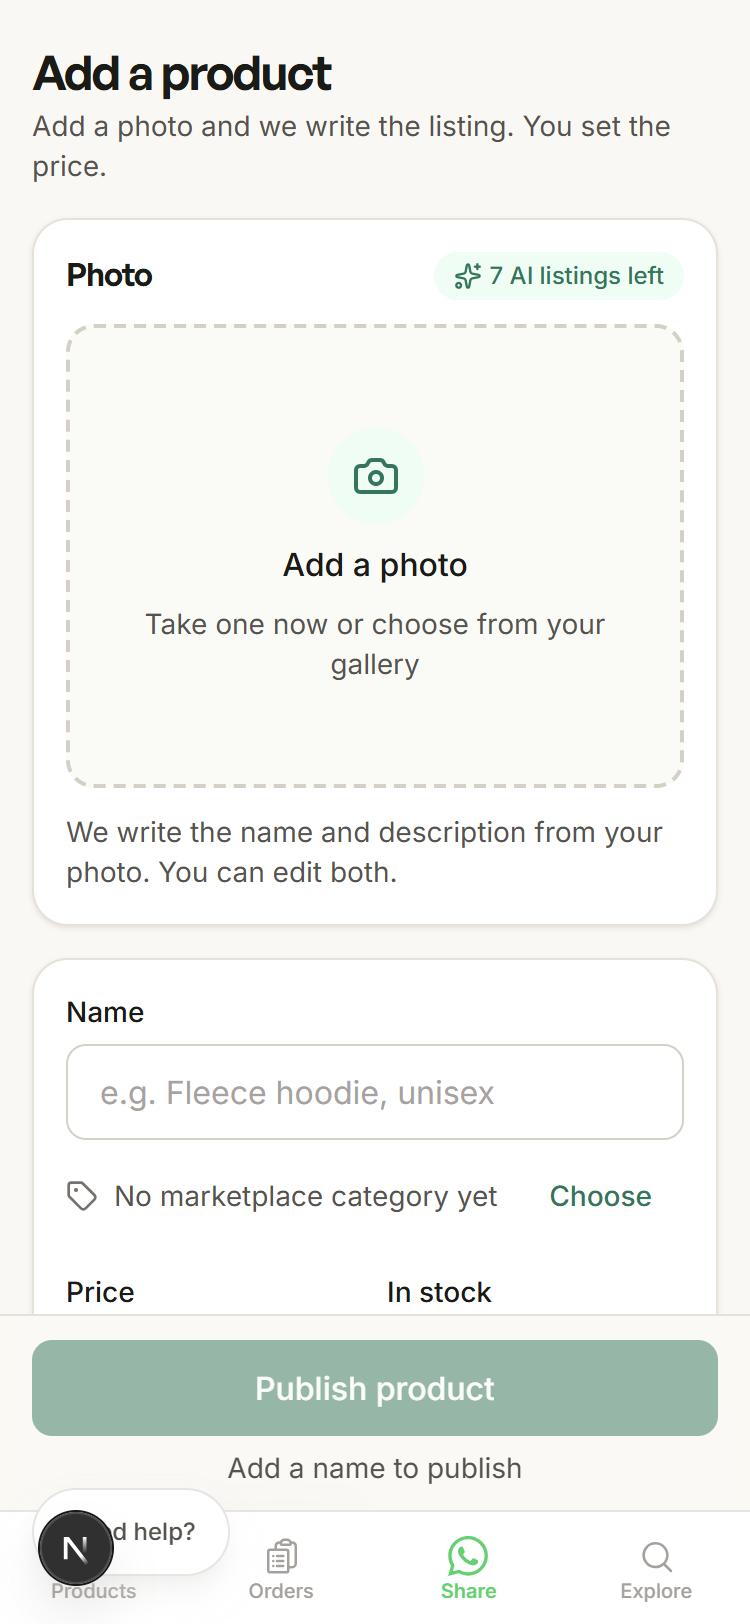 Add a product
Add a photo and we write the listing. You set the
price.
Photo
7 AI listings left
Add a photo
Take one now or choose from your
gallery
We write the name and description from your
photo. You can edit both.
Name
e.g. Fleece hoodie, unisex
No marketplace category yet
Choose
Price
In stock
Publish product
Add a name to publish
help?
N
Products
Orders
Share
Explore